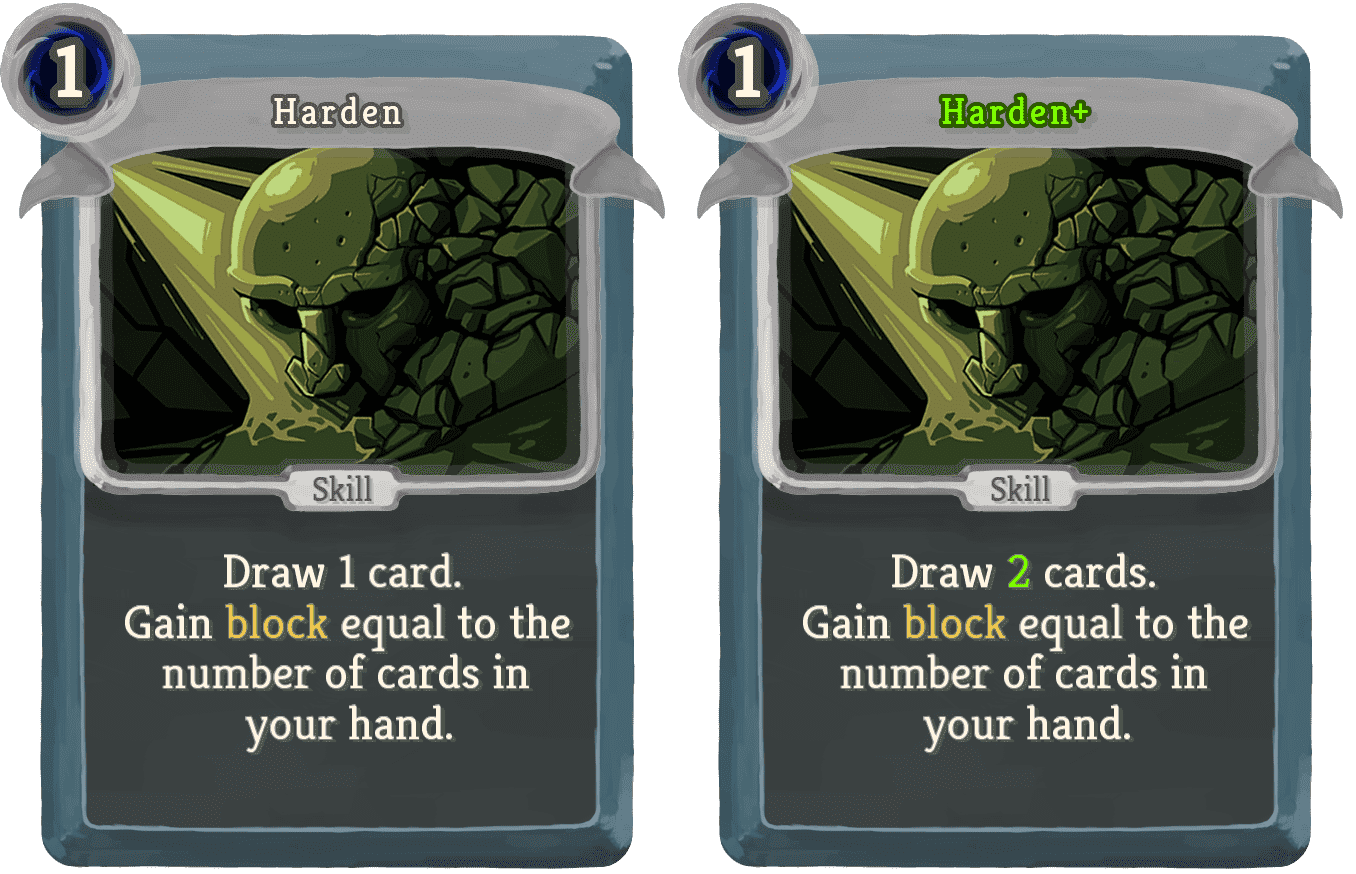 1
Harden
Skill
Draw 1 card.
Gain block equal to the
number of cards in
your hand.
1
Harden+
Skill
Draw 2 cards.
Gain block equal to the
number of cards in
your hand.